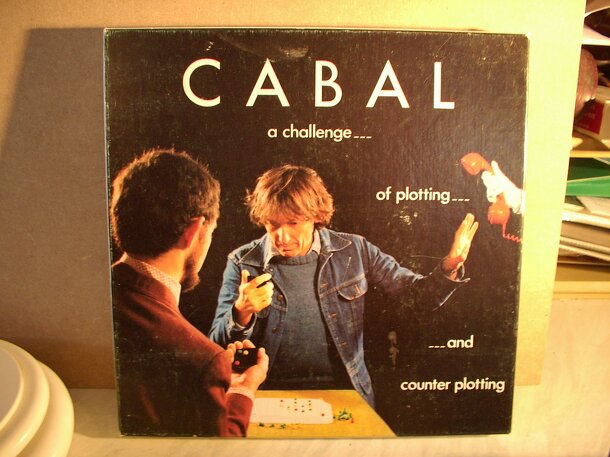 CABAL
a challenge---
of plotting---
---and
counter plotting